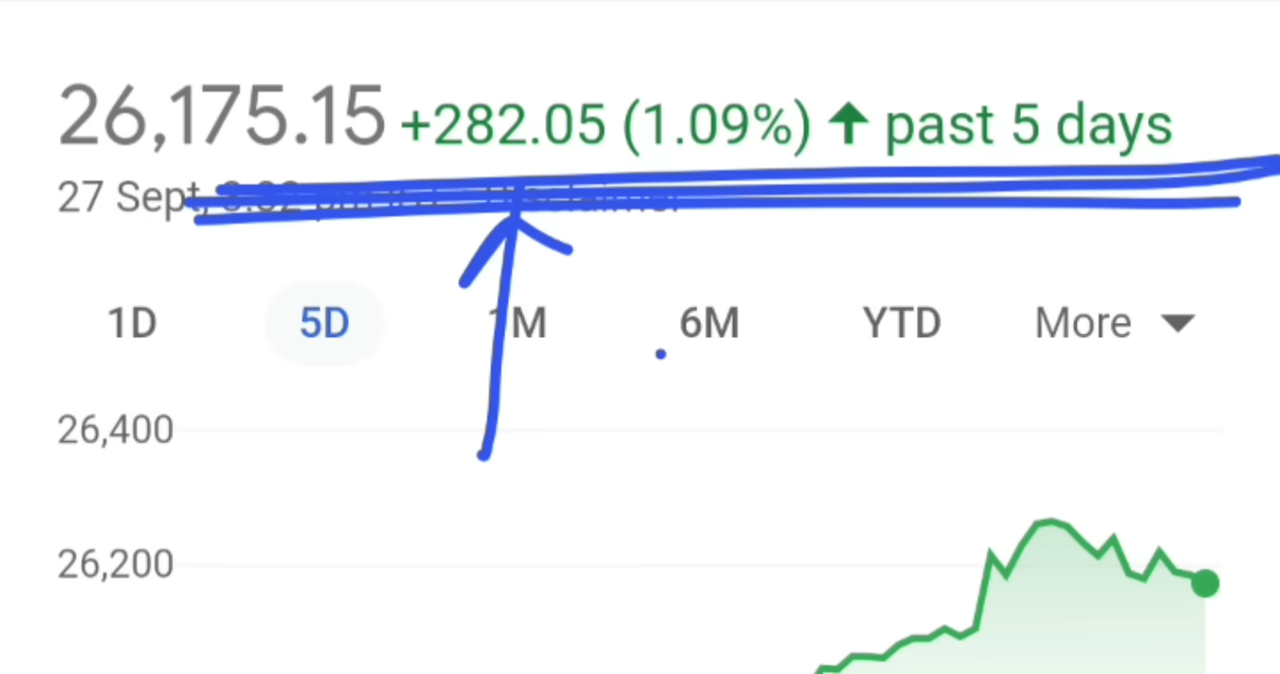 26,175.15 +282.05 (1.09%) ↑ past 5 days
27 Sept,
1D 5D 1M 6M YTD More
26,400
26,200